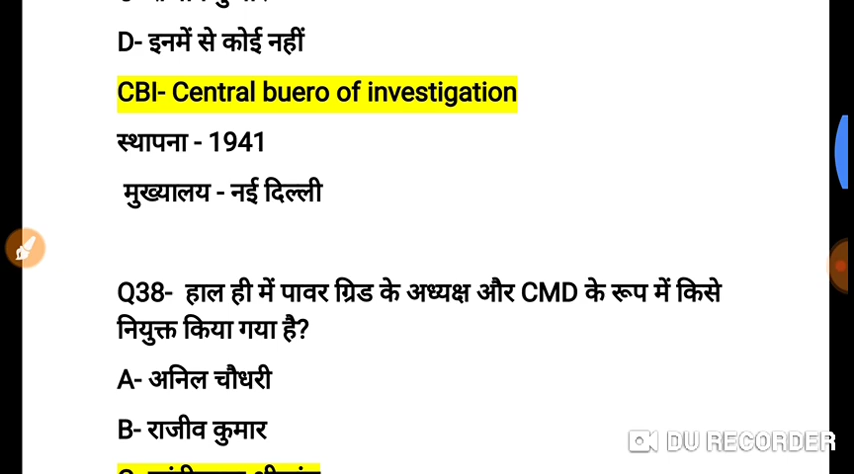 D- इनमें से कोई नहीं
CBI- Central buero of investigation
स्थापना - 1941
मुख्यालय - नई दिल्ली
Q38- हाल ही में पावर ग्रिड के अध्यक्ष और CMD के रूप में किसे
नियुक्त किया गया है?
A- अनिल चौधरी
B- राजीव कुमार
DU RECORDER